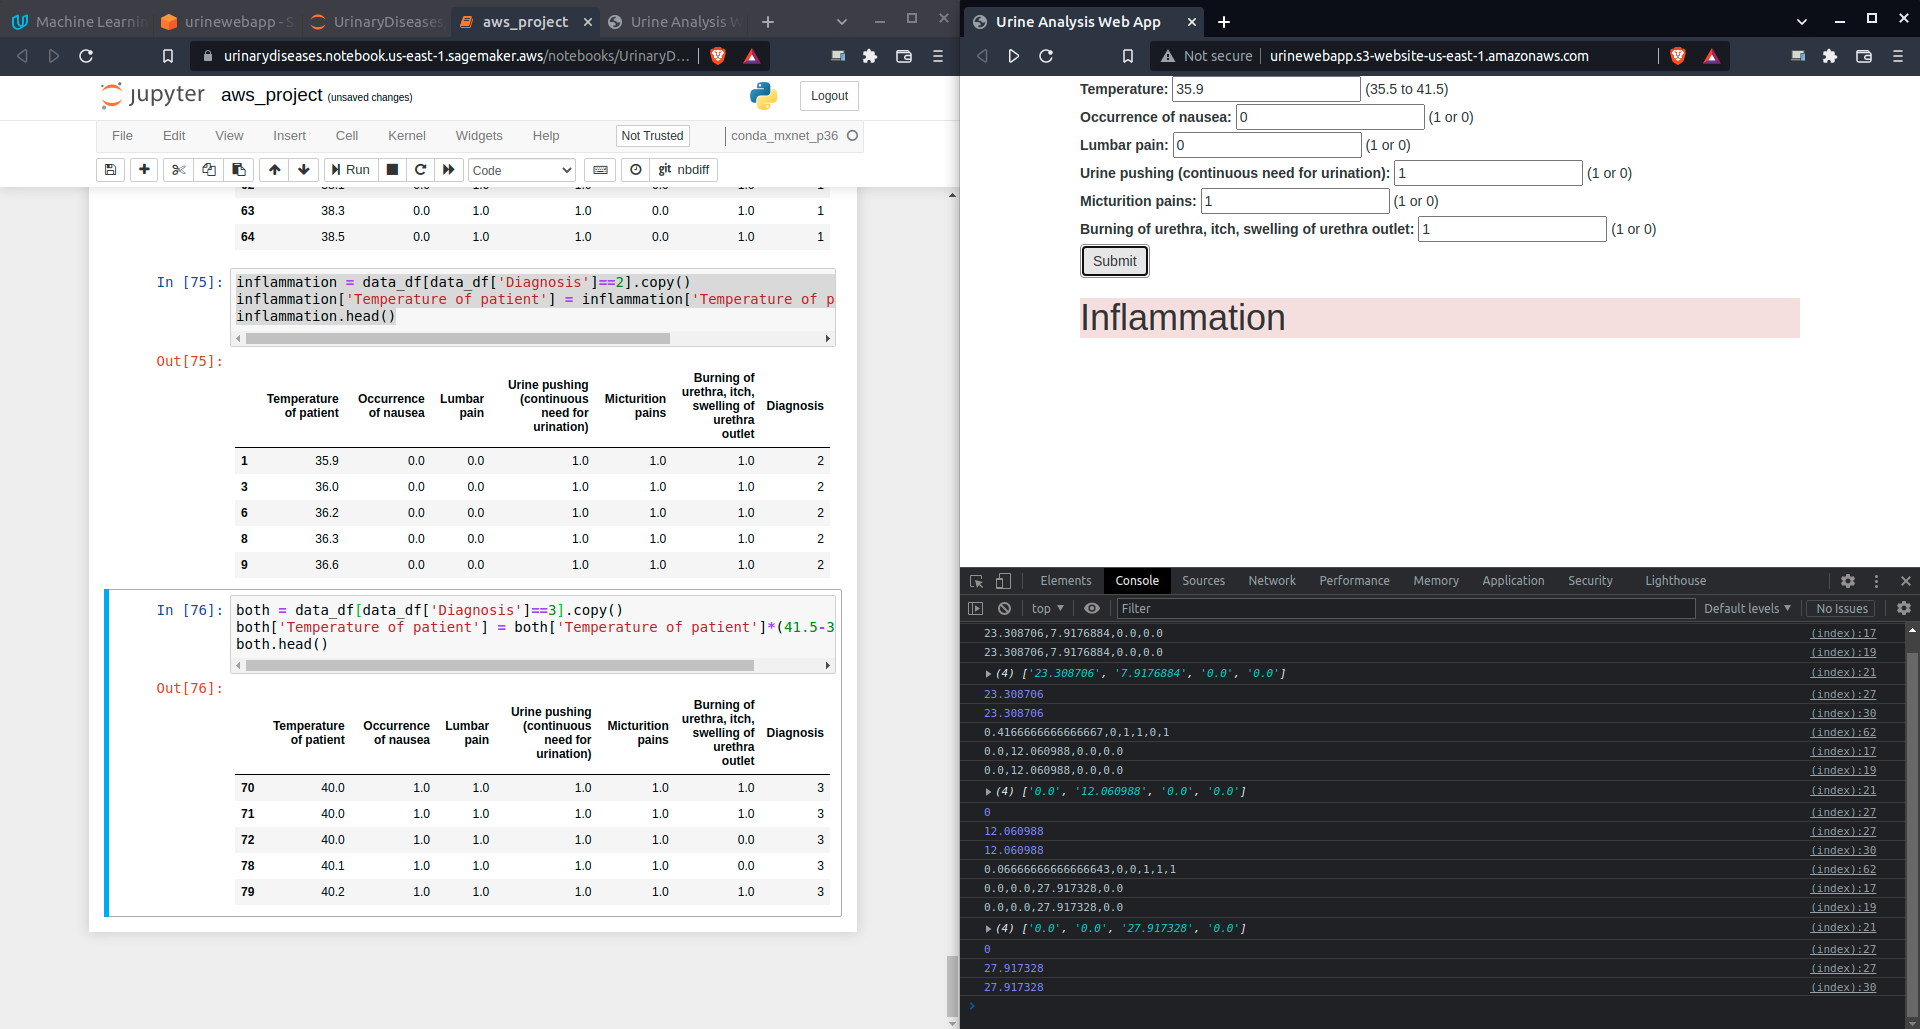 Machine Learnin
urinewebapp - S
UrinaryDiseases
aws_project
Urine Analysis W
urinarydiseases.notebook.us-east-1.sagemaker.aws/notebooks/UrinaryD...
jupyter aws_project (unsaved changes)
Logout
File Edit View Insert Cell Kernel Widgets Help
Not Trusted
conda_mxnet_p36
Run
Code
git nbdiff
63 38.3 0.0 1.0 1.0 0.0 1.0 1
64 38.5 0.0 1.0 1.0 0.0 1.0 1
In [75]:
inflammation = data_df[data_df['Diagnosis']==2].copy()
inflammation['Temperature of patient'] = inflammation['Temperature of p
inflammation.head()
Out[75]:
Temperature of patient
Occurrence of nausea
Lumbar pain
Urine pushing (continuous need for urination)
Micturition pains
Burning of urethra, itch, swelling of urethra outlet
Diagnosis
1 35.9 0.0 0.0 1.0 1.0 1.0 2
3 36.0 0.0 0.0 1.0 1.0 1.0 2
6 36.2 0.0 0.0 1.0 1.0 1.0 2
8 36.3 0.0 0.0 1.0 1.0 1.0 2
9 36.6 0.0 0.0 1.0 1.0 1.0 2
In [76]:
both = data_df[data_df['Diagnosis']==3].copy()
both['Temperature of patient'] = both['Temperature of patient']*(41.5-3
both.head()
Out[76]:
Temperature of patient
Occurrence of nausea
Lumbar pain
Urine pushing (continuous need for urination)
Micturition pains
Burning of urethra, itch, swelling of urethra outlet
Diagnosis
70 40.0 1.0 1.0 1.0 1.0 1.0 3
71 40.0 1.0 1.0 1.0 1.0 1.0 3
72 40.0 1.0 1.0 1.0 1.0 0.0 3
78 40.1 1.0 1.0 1.0 1.0 0.0 3
79 40.2 1.0 1.0 1.0 1.0 1.0 3
Urine Analysis Web App
Not secure
urinewebapp.s3-website-us-east-1.amazonaws.com
Temperature: 35.9 (35.5 to 41.5)
Occurrence of nausea: 0 (1 or 0)
Lumbar pain: 0 (1 or 0)
Urine pushing (continuous need for urination): 1 (1 or 0)
Micturition pains: 1 (1 or 0)
Burning of urethra, itch, swelling of urethra outlet: 1 (1 or 0)
Submit
Inflammation
Elements Console Sources Network Performance Memory Application Security Lighthouse
top Filter Default levels No Issues
23.308706,7.9176884,0.0,0.0 (index):17
23.308706,7.9176884,0.0,0.0 (index):19
(4) ['23.308706', '7.9176884', '0.0', '0.0'] (index):21
23.308706 (index):27
23.308706 (index):30
0.4166666666666667,0,1,1,0,1 (index):62
0.0,12.060988,0.0,0.0 (index):17
0.0,12.060988,0.0,0.0 (index):19
(4) ['0.0', '12.060988', '0.0', '0.0'] (index):21
0 (index):27
12.060988 (index):27
12.060988 (index):30
0.06666666666666643,0,0,1,1,1 (index):62
0.0,0.0,27.917328,0.0 (index):17
0.0,0.0,27.917328,0.0 (index):19
(4) ['0.0', '0.0', '27.917328', '0.0'] (index):21
0 (index):27
27.917328 (index):27
27.917328 (index):30